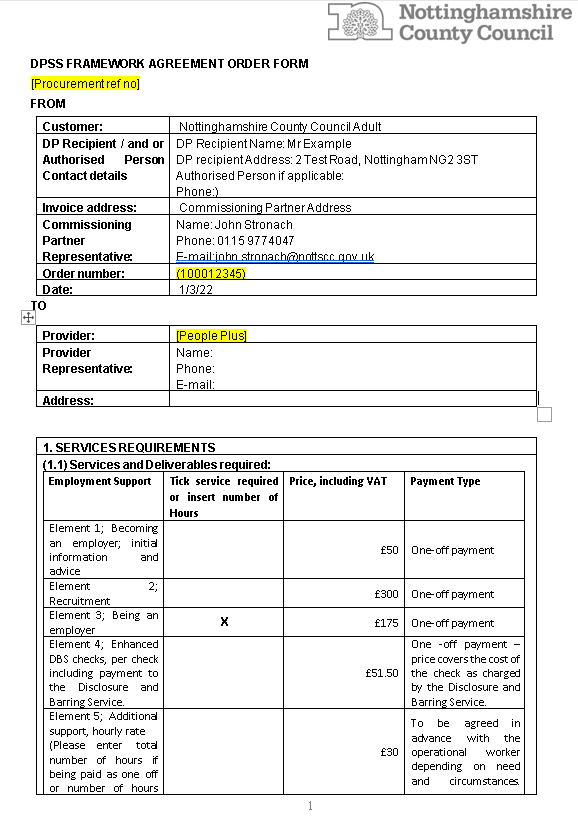 Nottinghamshire
County Council
DPSS FRAMEWORK AGREEMENT ORDER FORM
[Procurement ref no]
FROM
Customer: Nottinghamshire County Council Adult
DP Recipient / and or Authorised Person Contact details
DP Recipient Name: Mr Example
DP recipient Address: 2 Test Road, Nottingham NG2 3ST
Authorised Person if applicable:
Phone:)
Invoice address: Commissioning Partner Address
Commissioning Partner Representative:
Name: John Stronach
Phone: 0115 9774047
E-mail:john.stronach@nottscc.gov.uk
Order number: (100012345)
Date: 1/3/22
TO
Provider: [People Plus]
Provider Representative:
Name:
Phone:
E-mail:
Address:
1. SERVICES REQUIREMENTS
(1.1) Services and Deliverables required:
Employment Support
Tick service required or insert number of Hours
Price, including VAT
Payment Type
Element 1; Becoming an employer; initial information and advice
£50
One-off payment
Element 2; Recruitment
£300
One-off payment
Element 3; Being an employer
X
£175
One-off payment
Element 4; Enhanced DBS checks, per check including payment to the Disclosure and Barring Service.
£51.50
One -off payment – price covers the cost of the check as charged by the Disclosure and Barring Service.
Element 5; Additional support, hourly rate (Please enter total number of hours if being paid as one off or number of hours
£30
To be agreed in advance with the operational worker depending on need and circumstances.
1